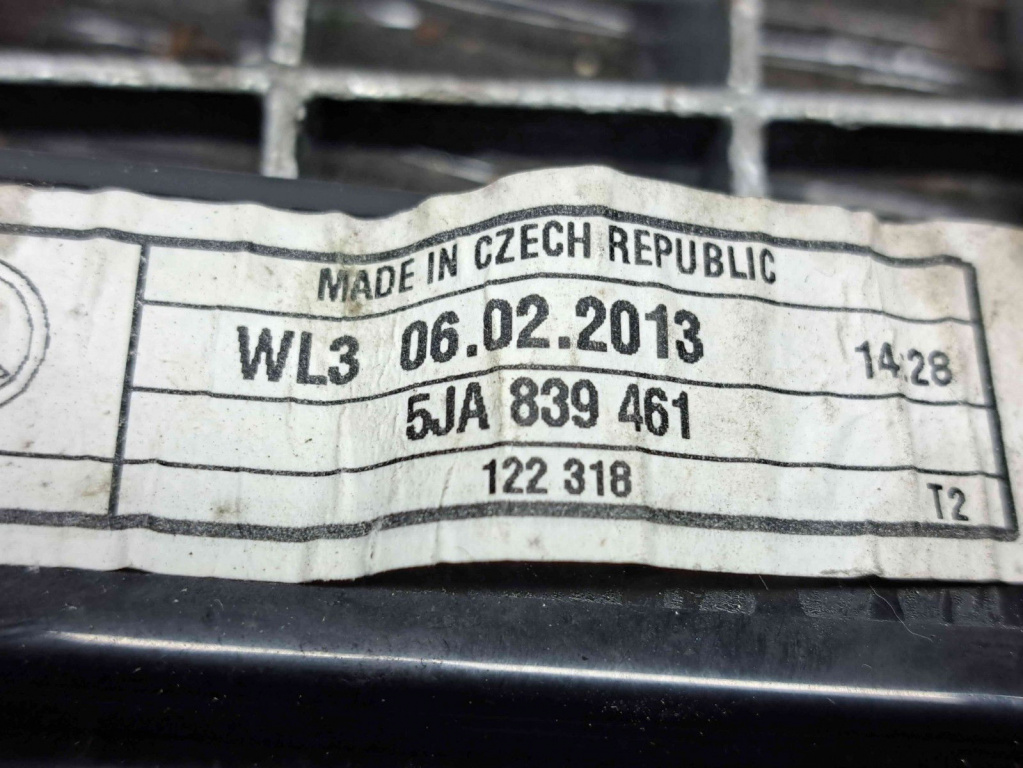 MADE IN CZECH REPUBLIC
WL3 06.02.2013 14:28
5JA 839 461
122 318 T2